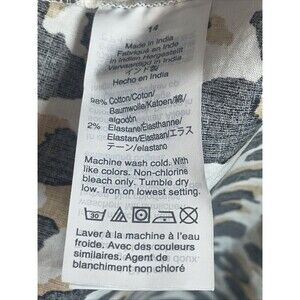 14
Made in India
Fabriqué en Inde
In Indien Hergestellt
Vervaardigd in India
インド製
Hecho en India
98% Cotton/Coton/
Baumwolle/Katoen/綿/
algodón
2% Elastane/Elasthanne/
Elastan/Elastaan/エラス
テーン/elastano
Machine wash cold. With
like colors. Non-chlorine
bleach only. Tumble dry
low. Iron on lowest setting.
30
Laver à la machine à l'eau
froide. Avec des couleurs
similaires. Agent de
blanchiment non chloré